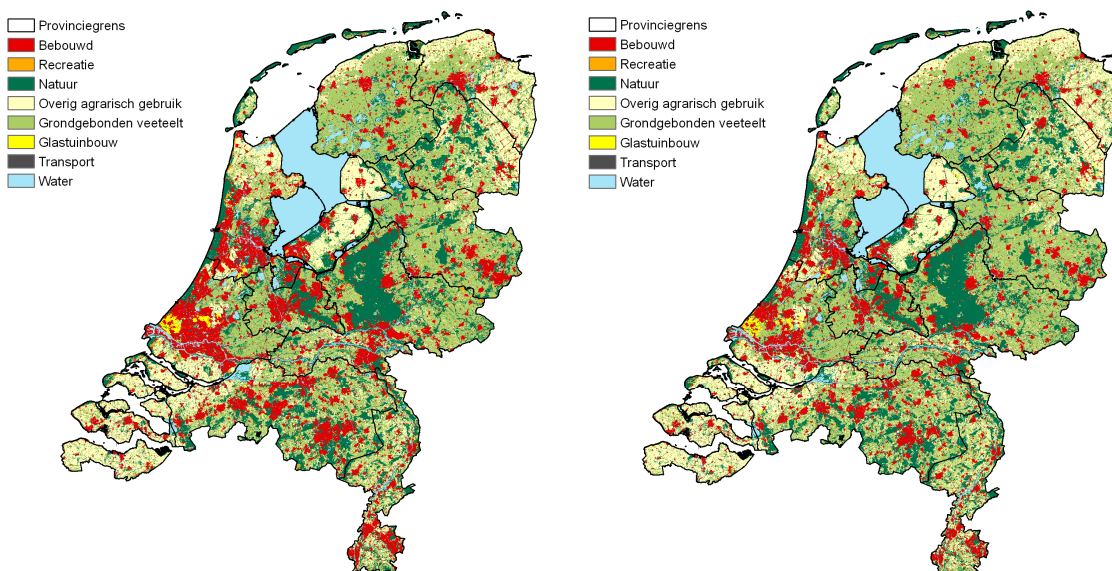 Provinciegrens
Bebouwd
Recreatie
Natuur
Overig agrarisch gebruik
Grondgebonden veeteelt
Glastuinbouw
Transport
Water
Provinciegrens
Bebouwd
Recreatie
Natuur
Overig agrarisch gebruik
Grondgebonden veeteelt
Glastuinbouw
Transport
Water